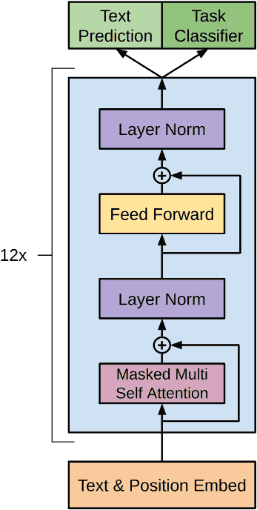 Text
Prediction
Task
Classifier
Layer Norm
Feed Forward
12x
Layer Norm
Masked Multi
Self Attention
Text & Position Embed